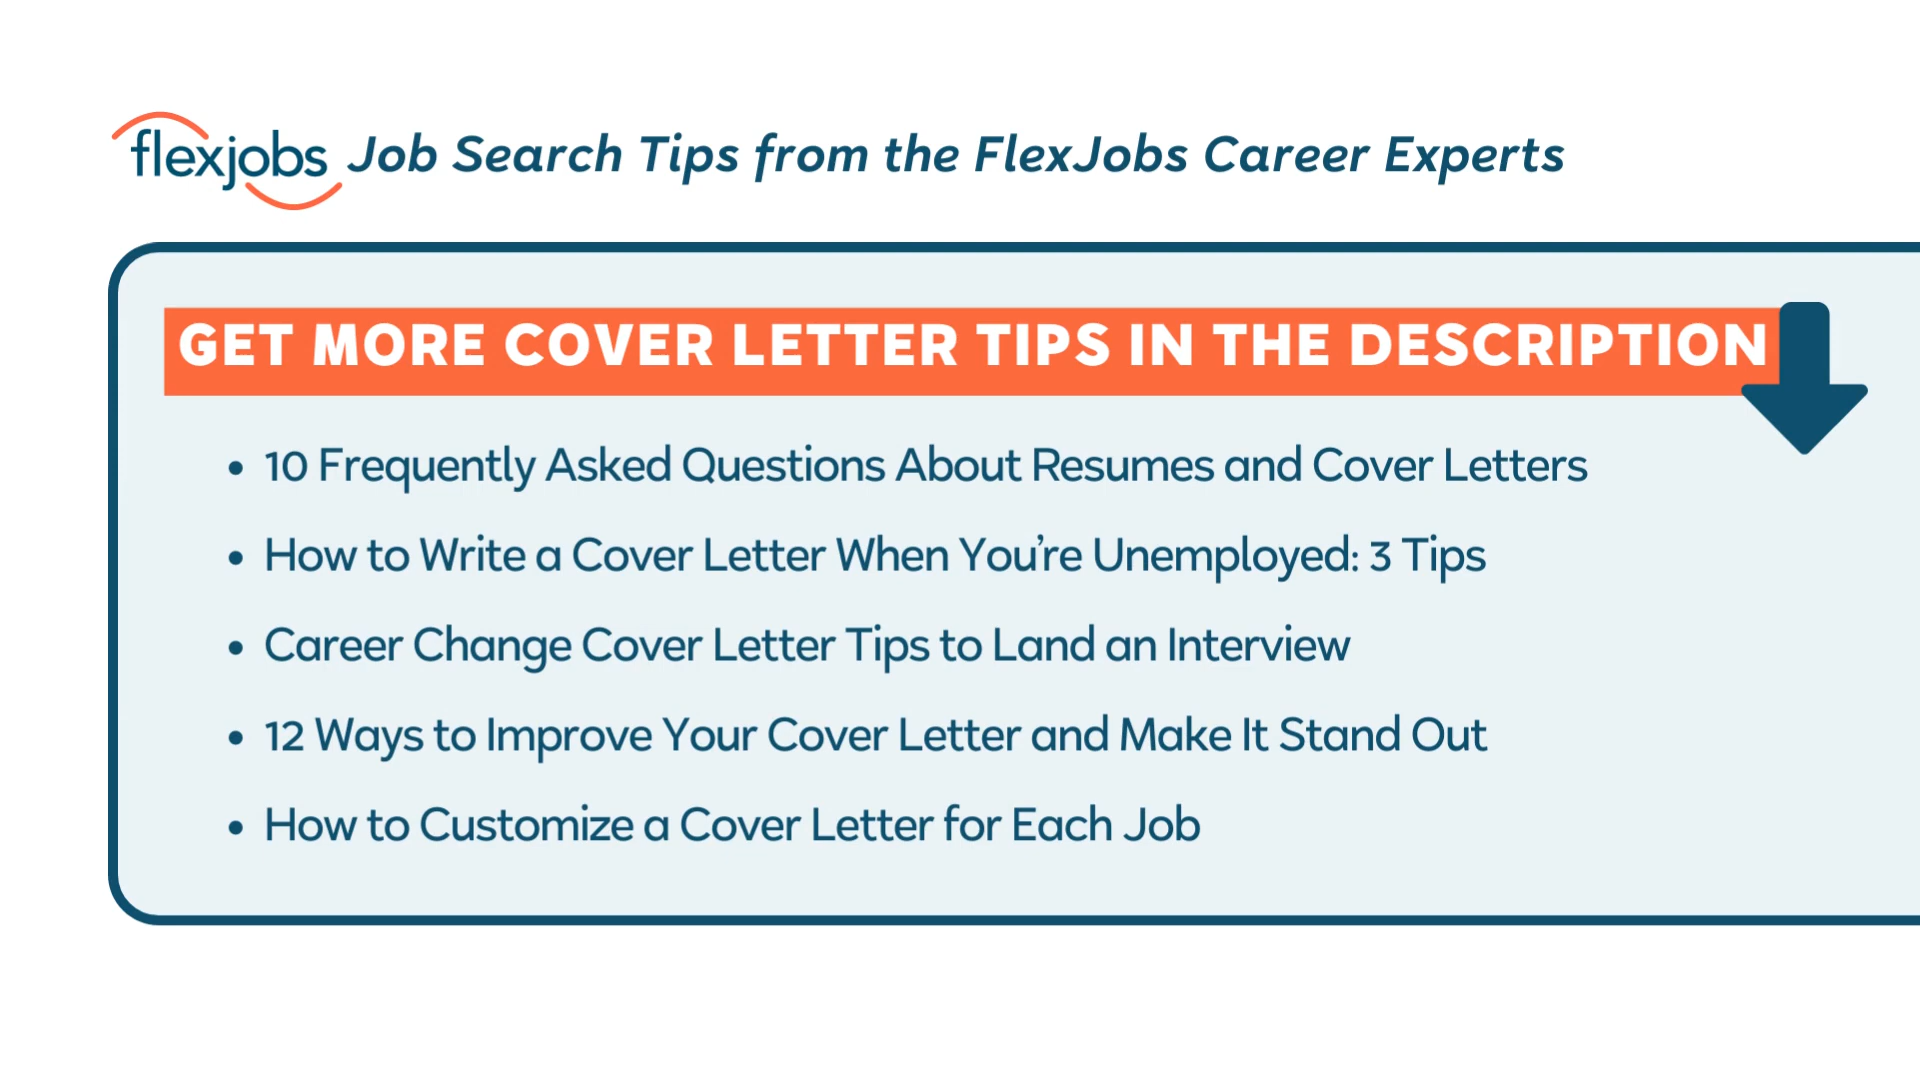 flexjobs Job Search Tips from the FlexJobs Career Experts
GET MORE COVER LETTER TIPS IN THE DESCRIPTION
• 10 Frequently Asked Questions About Resumes and Cover Letters
• How to Write a Cover Letter When You’re Unemployed: 3 Tips
• Career Change Cover Letter Tips to Land an Interview
• 12 Ways to Improve Your Cover Letter and Make It Stand Out
• How to Customize a Cover Letter for Each Job